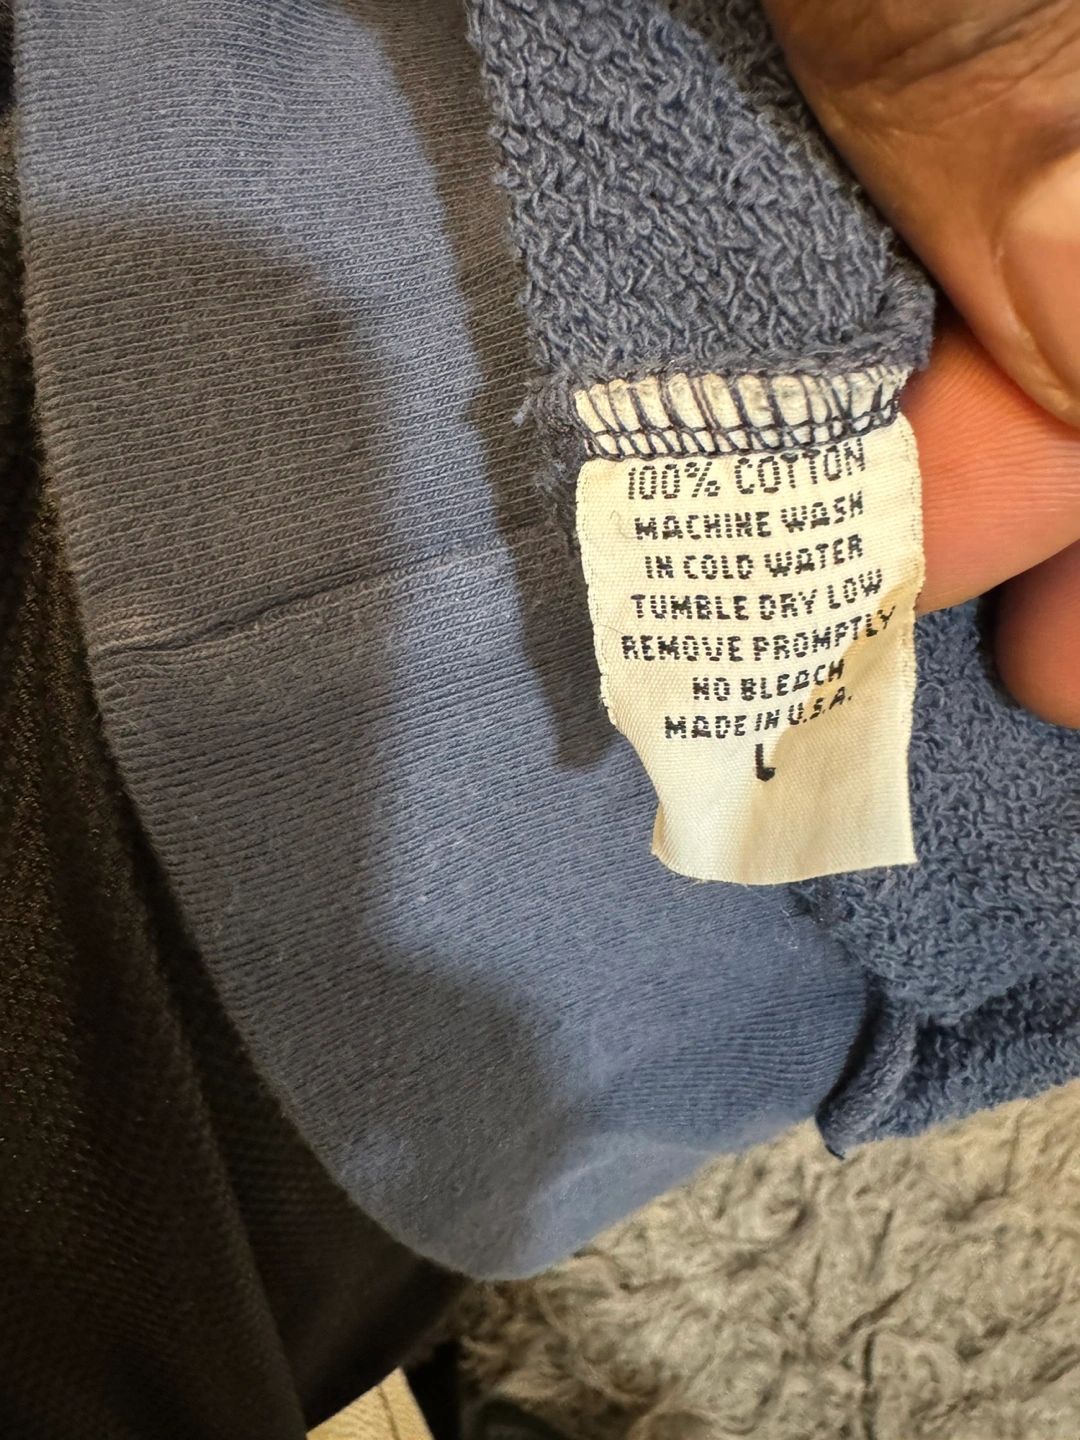 100% COTTON
MACHINE WASH
IN COLD WATER
TUMBLE DRY LOW
REMOVE PROMPTLY
NO BLEACH
MADE IN U.S.A.
L